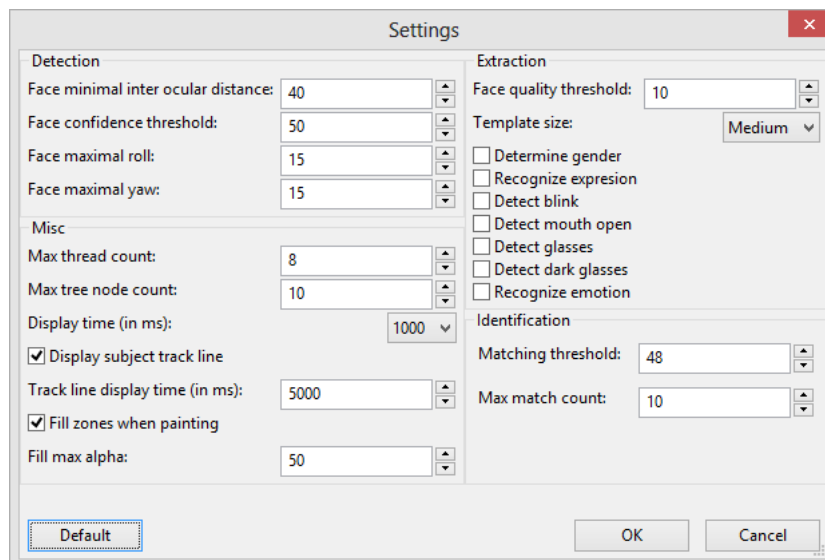 Settings
Detection
Face minimal inter ocular distance: 40
Face confidence threshold: 50
Face maximal roll: 15
Face maximal yaw: 15
Misc
Max thread count: 8
Max tree node count: 10
Display time (in ms): 1000
Display subject track line
Track line display time (in ms): 5000
Fill zones when painting
Fill max alpha: 50
Extraction
Face quality threshold: 10
Template size: Medium
Determine gender
Recognize expresion
Detect blink
Detect mouth open
Detect glasses
Detect dark glasses
Recognize emotion
Identification
Matching threshold: 48
Max match count: 10
Default
OK
Cancel